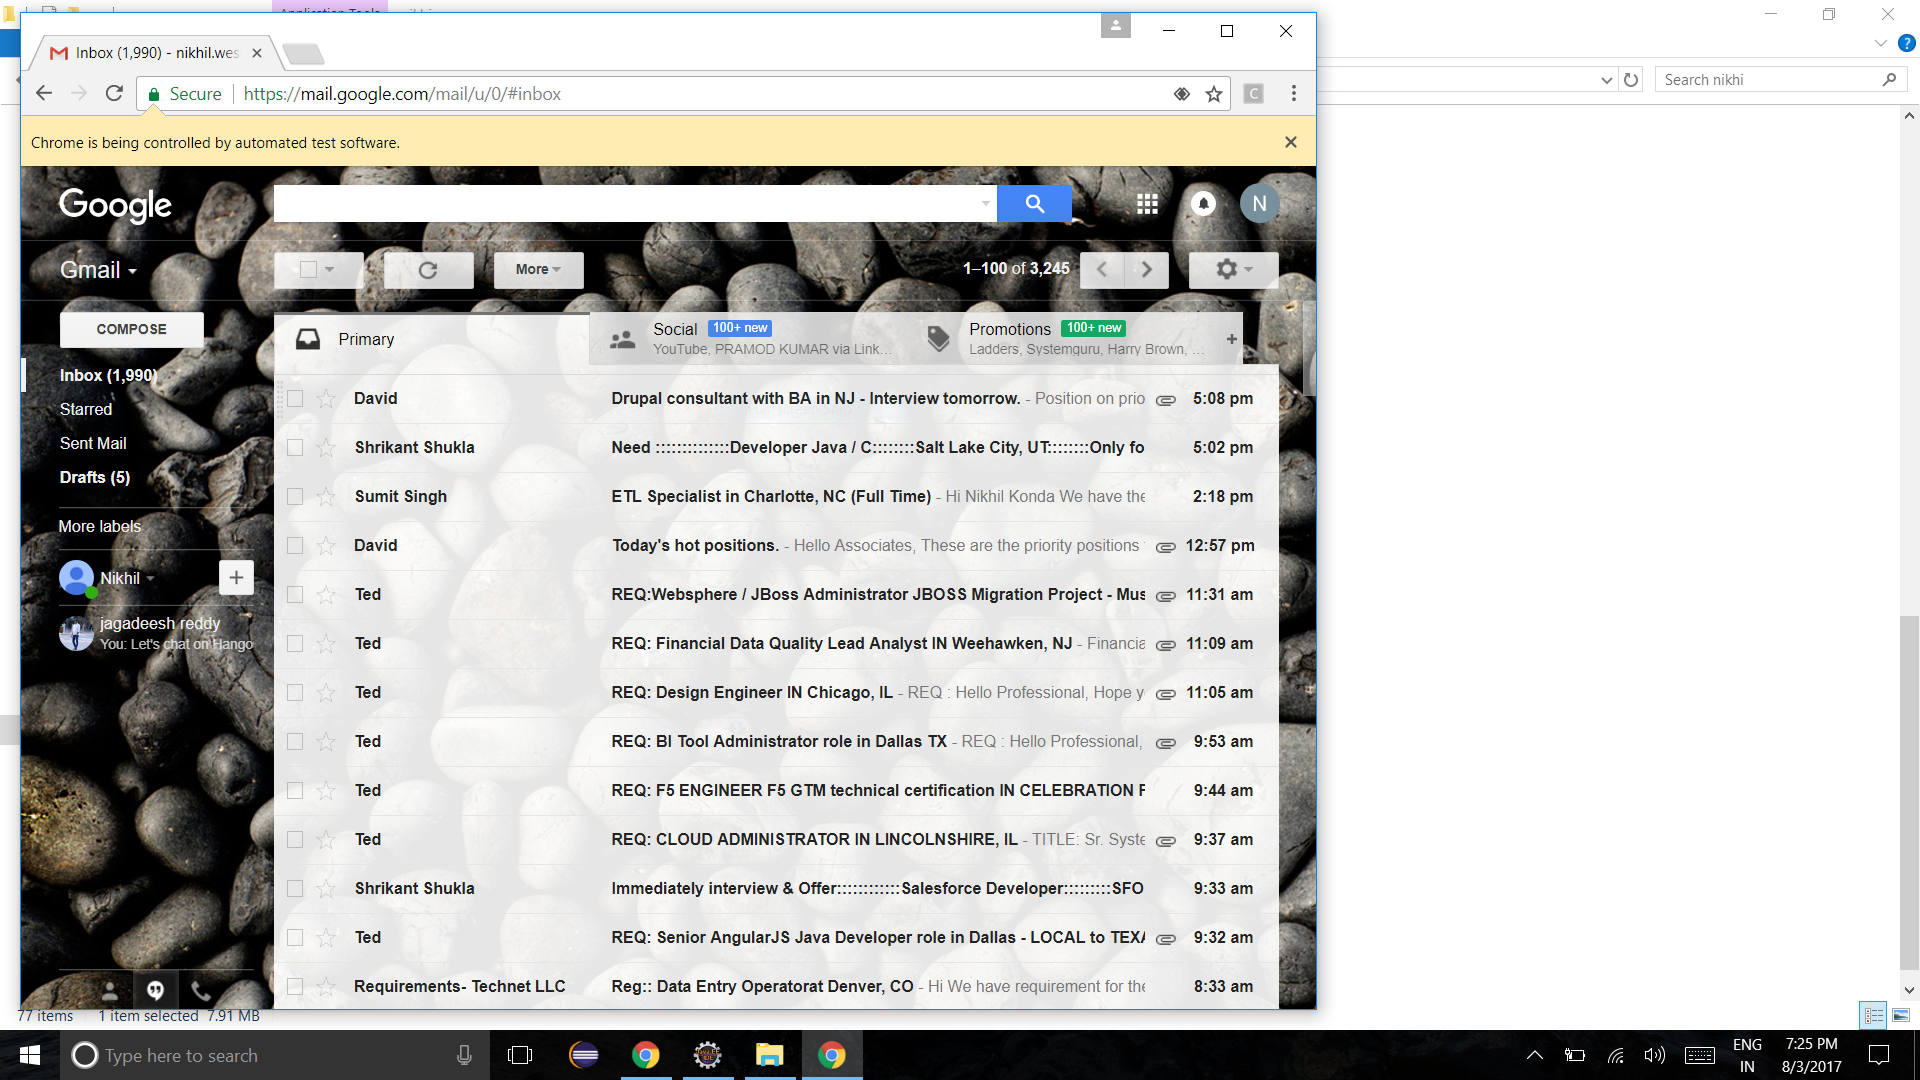 Inbox (1,990) - nikhil.wes
Secure
https://mail.google.com/mail/u/0/#inbox
C
Search nikhi
Chrome is being controlled by automated test software.
Google
N
Gmail
More
1–100 of 3,245
COMPOSE
Primary
Social 100+ new
YouTube, PRAMOD KUMAR via Link...
Promotions 100+ new
Ladders, Systemguru, Harry Brown, ...
Inbox (1,990)
Starred
Sent Mail
Drafts (5)
More labels
Nikhil
jagadeesh reddy
You: Let's chat on Hango
David Drupal consultant with BA in NJ - Interview tomorrow. - Position on prio 5:08 pm
Shrikant Shukla Need ::::::::::::::Developer Java / C::::::::Salt Lake City, UT::::::::Only fo 5:02 pm
Sumit Singh ETL Specialist in Charlotte, NC (Full Time) - Hi Nikhil Konda We have the 2:18 pm
David Today's hot positions. - Hello Associates, These are the priority positions 12:57 pm
Ted REQ:Websphere / JBoss Administrator JBOSS Migration Project - Mus 11:31 am
Ted REQ: Financial Data Quality Lead Analyst IN Weehawken, NJ - Financia 11:09 am
Ted REQ: Design Engineer IN Chicago, IL - REQ : Hello Professional, Hope y 11:05 am
Ted REQ: BI Tool Administrator role in Dallas TX - REQ : Hello Professional, 9:53 am
Ted REQ: F5 ENGINEER F5 GTM technical certification IN CELEBRATION F 9:44 am
Ted REQ: CLOUD ADMINISTRATOR IN LINCOLNSHIRE, IL - TITLE: Sr. Syste 9:37 am
Shrikant Shukla Immediately interview & Offer::::::::::::Salesforce Developer:::::::::SFO 9:33 am
Ted REQ: Senior AngularJS Java Developer role in Dallas - LOCAL to TEXA 9:32 am
Requirements- Technet LLC Reg:: Data Entry Operatorat Denver, CO - Hi We have requirement for the 8:33 am
77 items 1 item selected 7.91 MB
Type here to search
ENG
IN
7:25 PM
8/3/2017